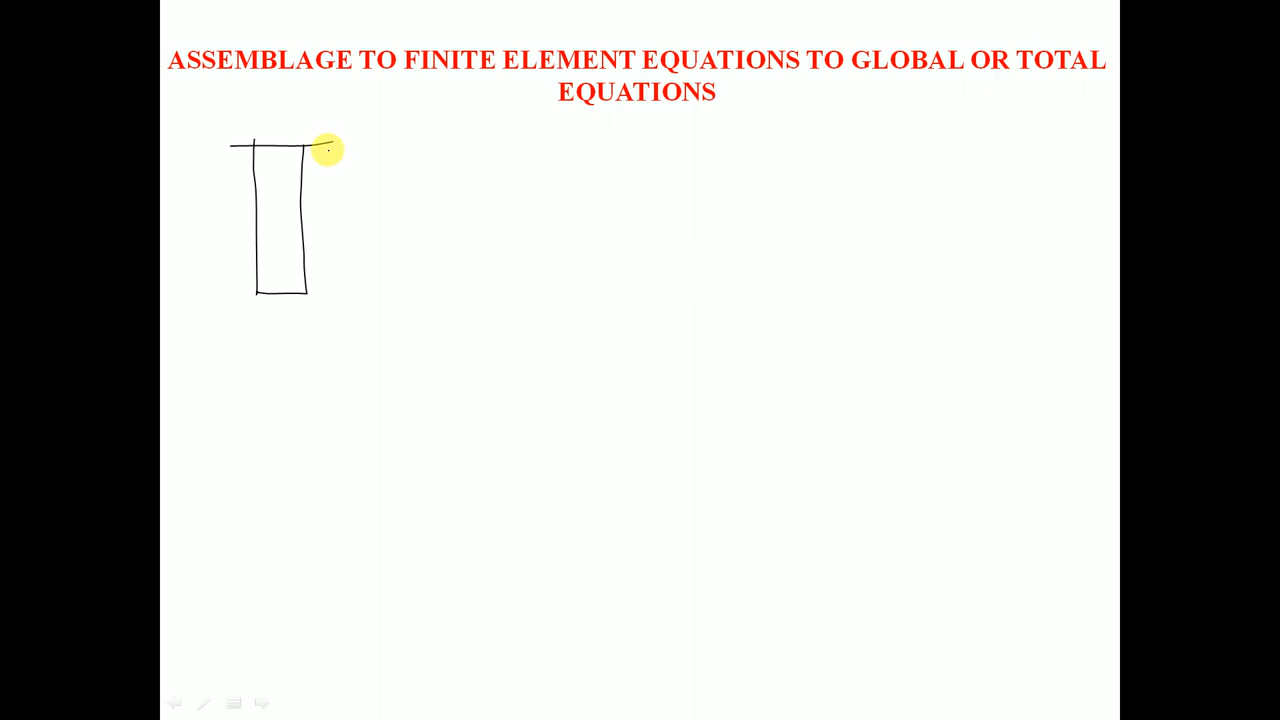 ASSEMBLAGE TO FINITE ELEMENT EQUATIONS TO GLOBAL OR TOTAL
EQUATIONS